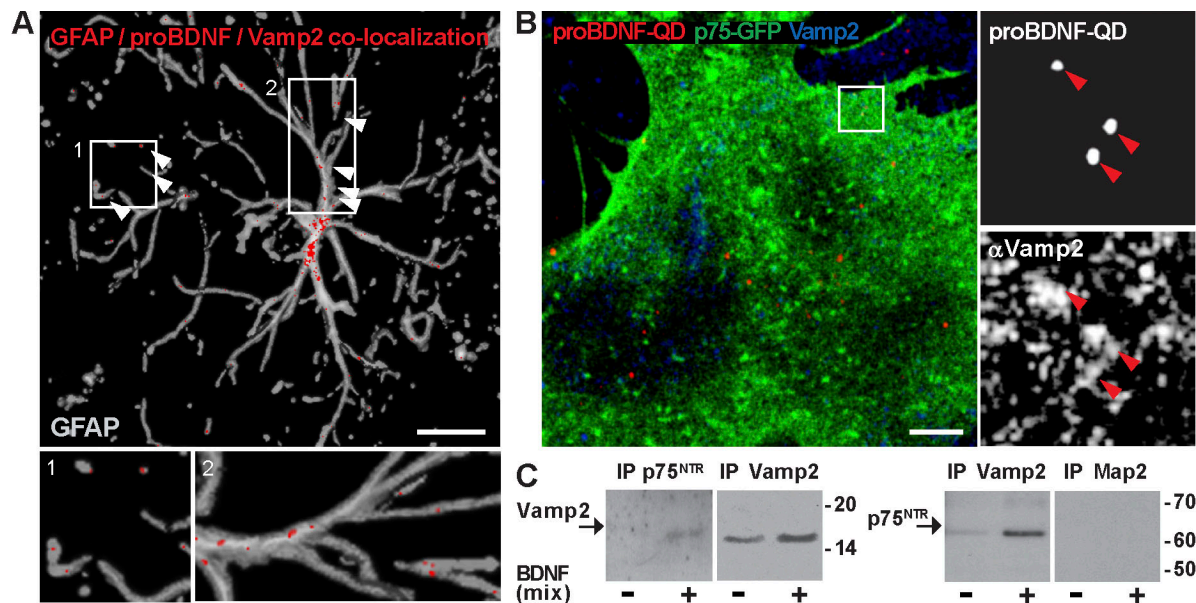 A
GFAP / proBDNF / Vamp2 co-localization
2
1
GFAP
1
2
B
proBDNF-QD p75-GFP Vamp2
proBDNF-QD
αVamp2
C
IP p75NTR IP Vamp2
Vamp2
- 20
- 14
BDNF
(mix)
- + - +
IP Vamp2 IP Map2
p75NTR
- 70
- 60
- 50
- + - +